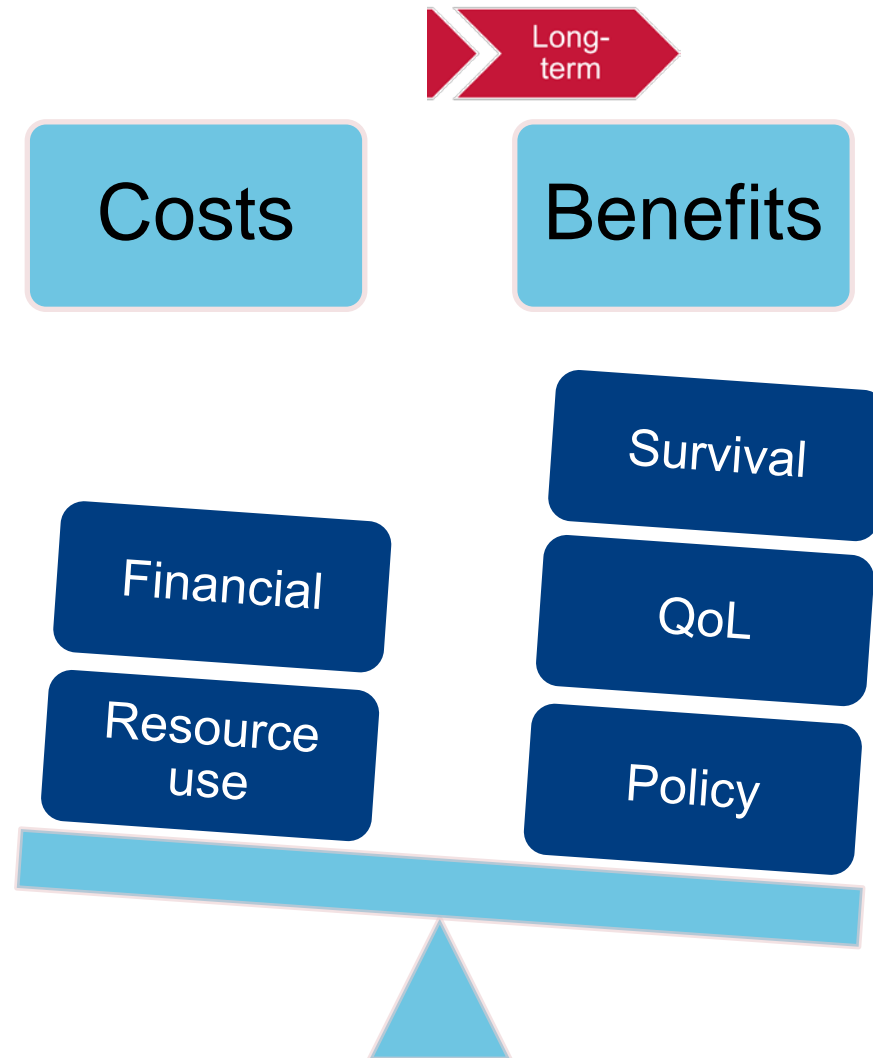 Long-
term
Costs
Benefits
Survival
Financial
QoL
Resource
use
Policy